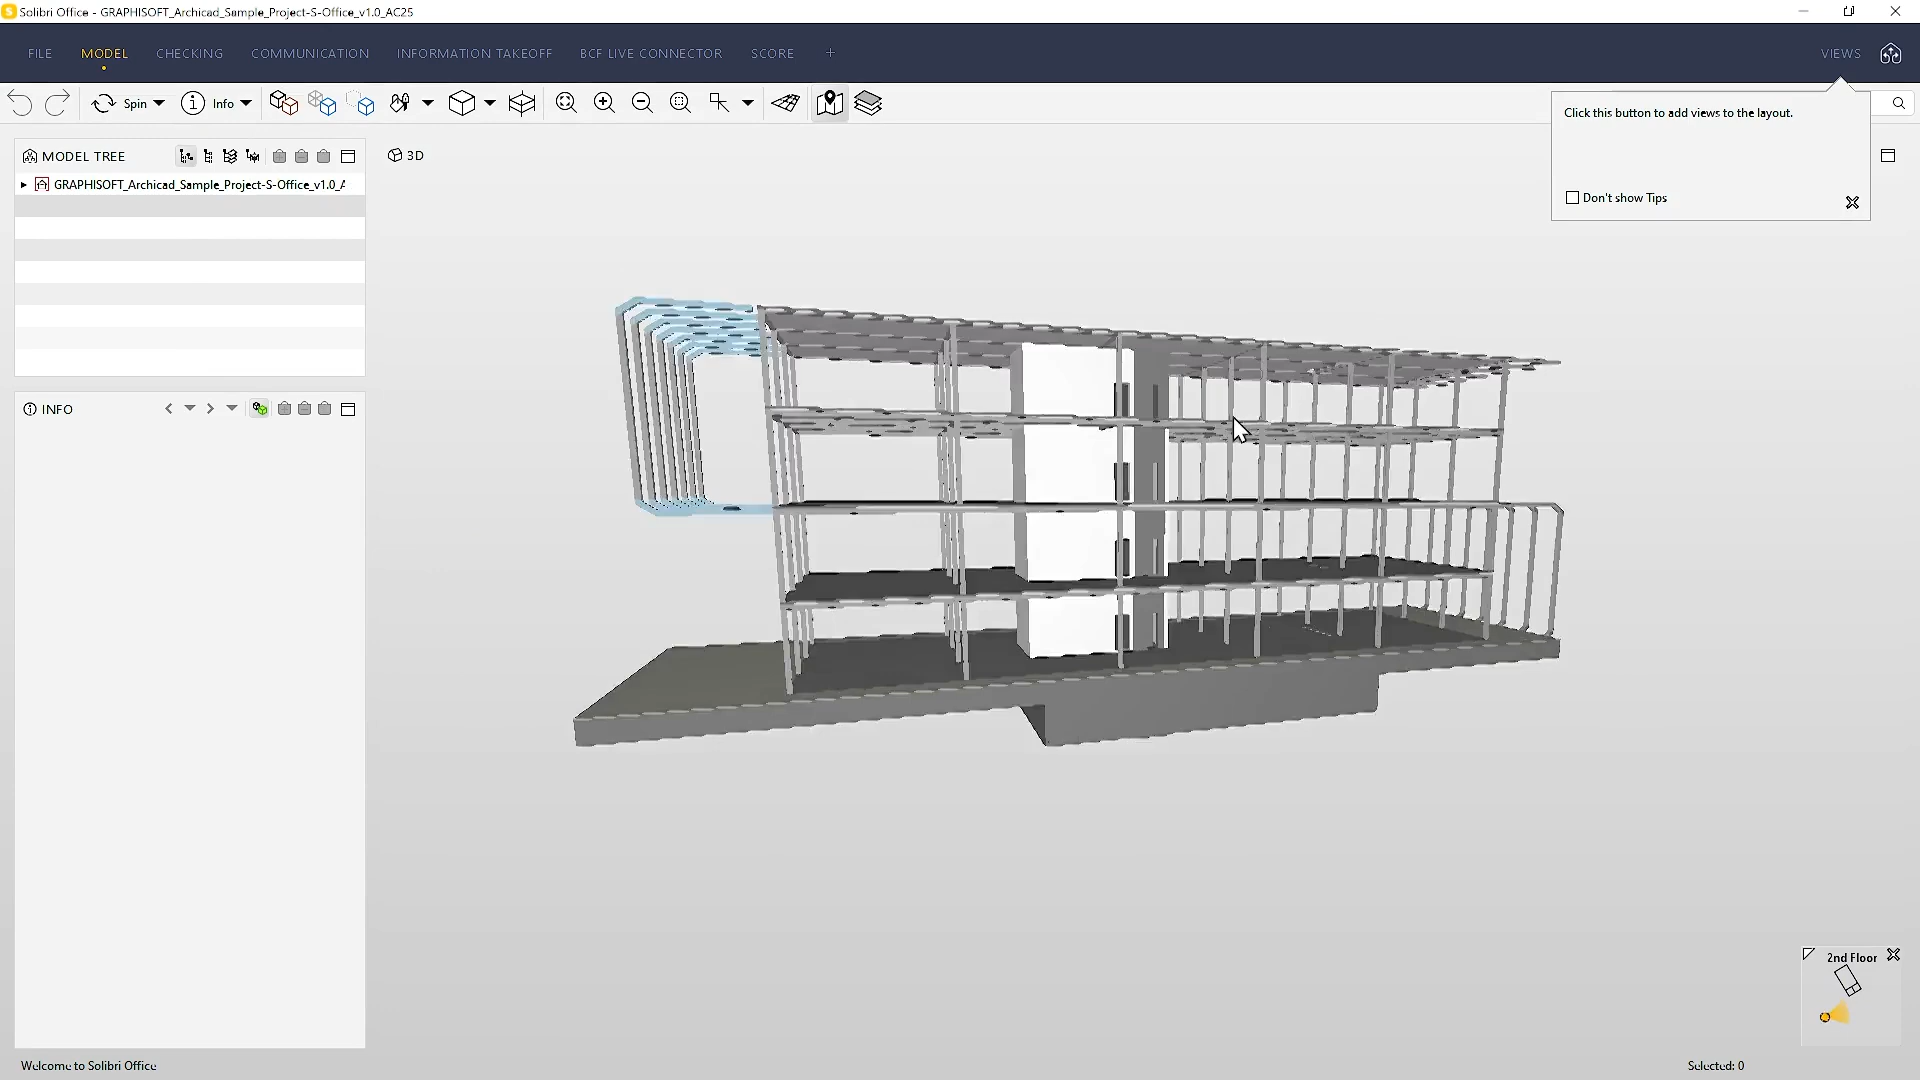 Solibri Office - GRAPHISOFT_Archicad_Sample_Project-S-Office_v1.0_AC25
FILE MODEL CHECKING COMMUNICATION INFORMATION TAKEOFF BCF LIVE CONNECTOR SCORE + VIEWS
Spin Info
Click this button to add views to the layout.
Don't show Tips
MODEL TREE
3D
GRAPHISOFT_Archicad_Sample_Project-S-Office_v1.0_A
INFO
2nd Floor
Welcome to Solibri Office
Selected: 0